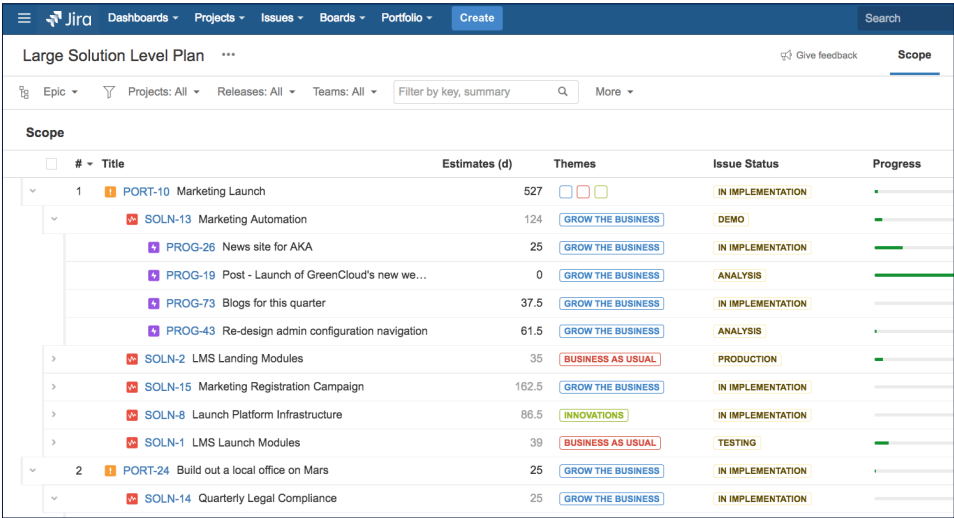 Jira Dashboards Projects Issues Boards Portfolio Create Search
Large Solution Level Plan ··· Give feedback Scope
Epic Projects: All Releases: All Teams: All Filter by key, summary More
Scope
# Title Estimates (d) Themes Issue Status Progress
1 PORT-10 Marketing Launch 527 IN IMPLEMENTATION
SOLN-13 Marketing Automation 124 GROW THE BUSINESS DEMO
PROG-26 News site for AKA 25 GROW THE BUSINESS IN IMPLEMENTATION
PROG-19 Post - Launch of GreenCloud's new we... 0 GROW THE BUSINESS ANALYSIS
PROG-73 Blogs for this quarter 37.5 GROW THE BUSINESS IN IMPLEMENTATION
PROG-43 Re-design admin configuration navigation 61.5 GROW THE BUSINESS ANALYSIS
SOLN-2 LMS Landing Modules 35 BUSINESS AS USUAL PRODUCTION
SOLN-15 Marketing Registration Campaign 162.5 GROW THE BUSINESS IN IMPLEMENTATION
SOLN-8 Launch Platform Infrastructure 86.5 INNOVATIONS IN IMPLEMENTATION
SOLN-1 LMS Launch Modules 39 BUSINESS AS USUAL TESTING
2 PORT-24 Build out a local office on Mars 25 GROW THE BUSINESS IN IMPLEMENTATION
SOLN-14 Quarterly Legal Compliance 25 GROW THE BUSINESS IN IMPLEMENTATION